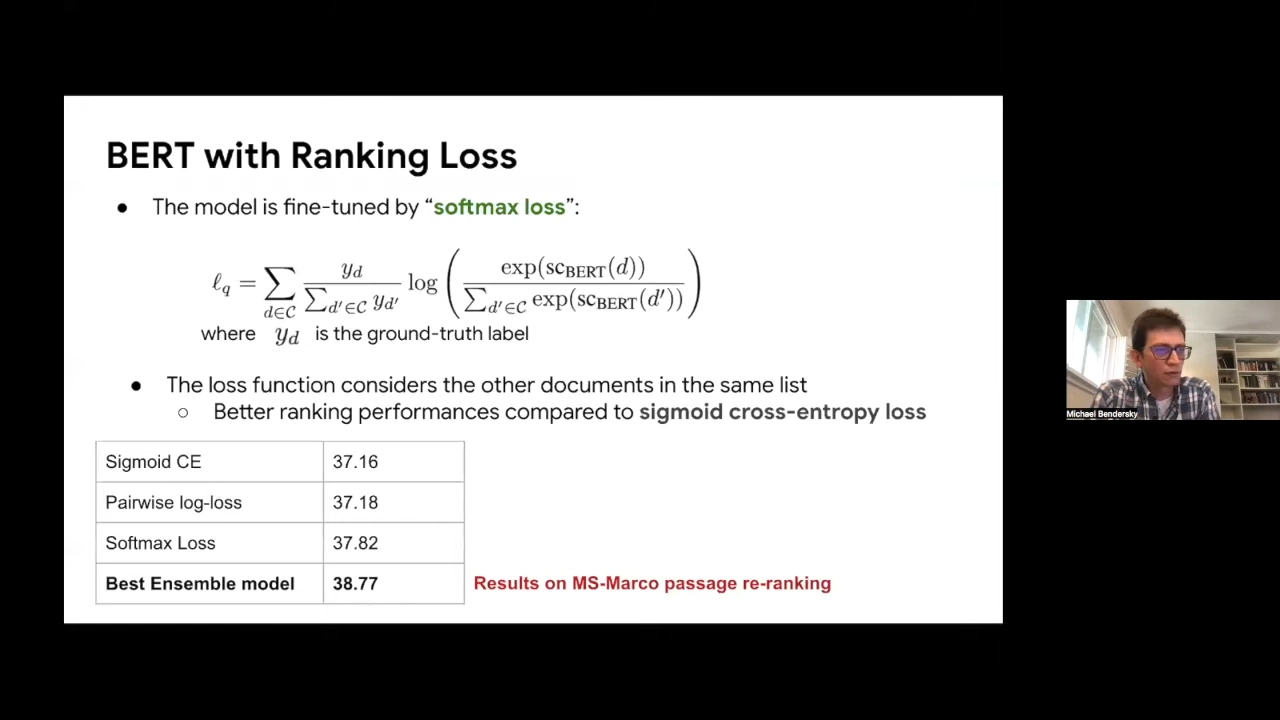 BERT with Ranking Loss
● The model is fine-tuned by “softmax loss”:
ℓ_q = ∑_{d∈C} y_d / ∑_{d′∈C} y_{d′} log ( exp(sc_BERT(d)) / ∑_{d′∈C} exp(sc_BERT(d′)) )
where y_d is the ground-truth label
● The loss function considers the other documents in the same list
○ Better ranking performances compared to sigmoid cross-entropy loss
Sigmoid CE 37.16
Pairwise log-loss 37.18
Softmax Loss 37.82
Best Ensemble model 38.77
Results on MS-Marco passage re-ranking
Michael Bendersky